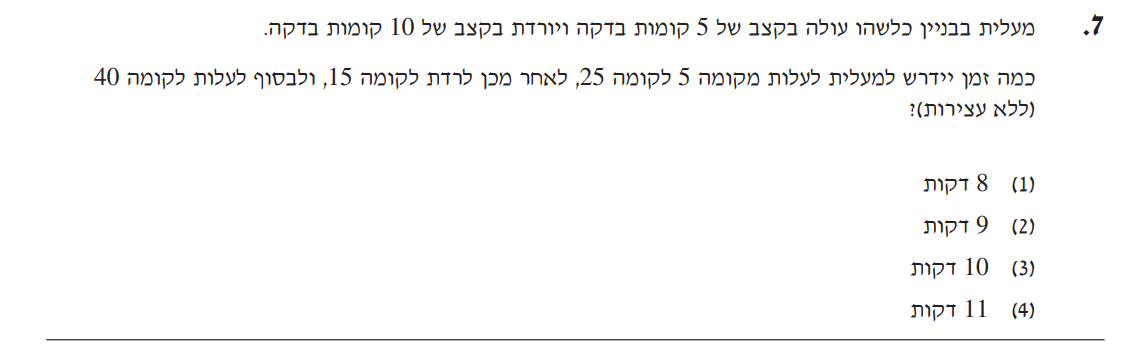 7. מעלית בבניין כלשהו עולה בקצב של 5 קומות בדקה ויורדת בקצב של 10 קומות בדקה.
כמה זמן יידרש למעלית לעלות מקומה 5 לקומה 25, לאחר מכן לרדת לקומה 15, ולבסוף לעלות לקומה 40
(ללא עצירות)?
(1) 8 דקות
(2) 9 דקות
(3) 10 דקות
(4) 11 דקות